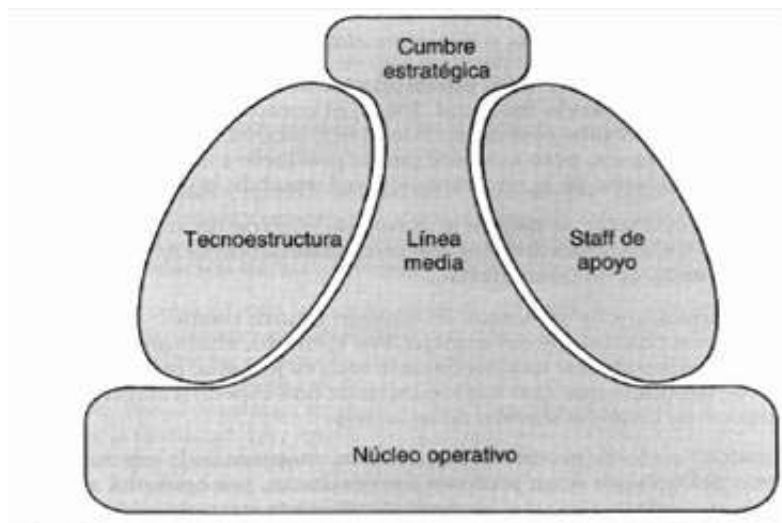 Cumbre
estratégica
Tecnoestructura
Línea
media
Staff de
apoyo
Núcleo operativo